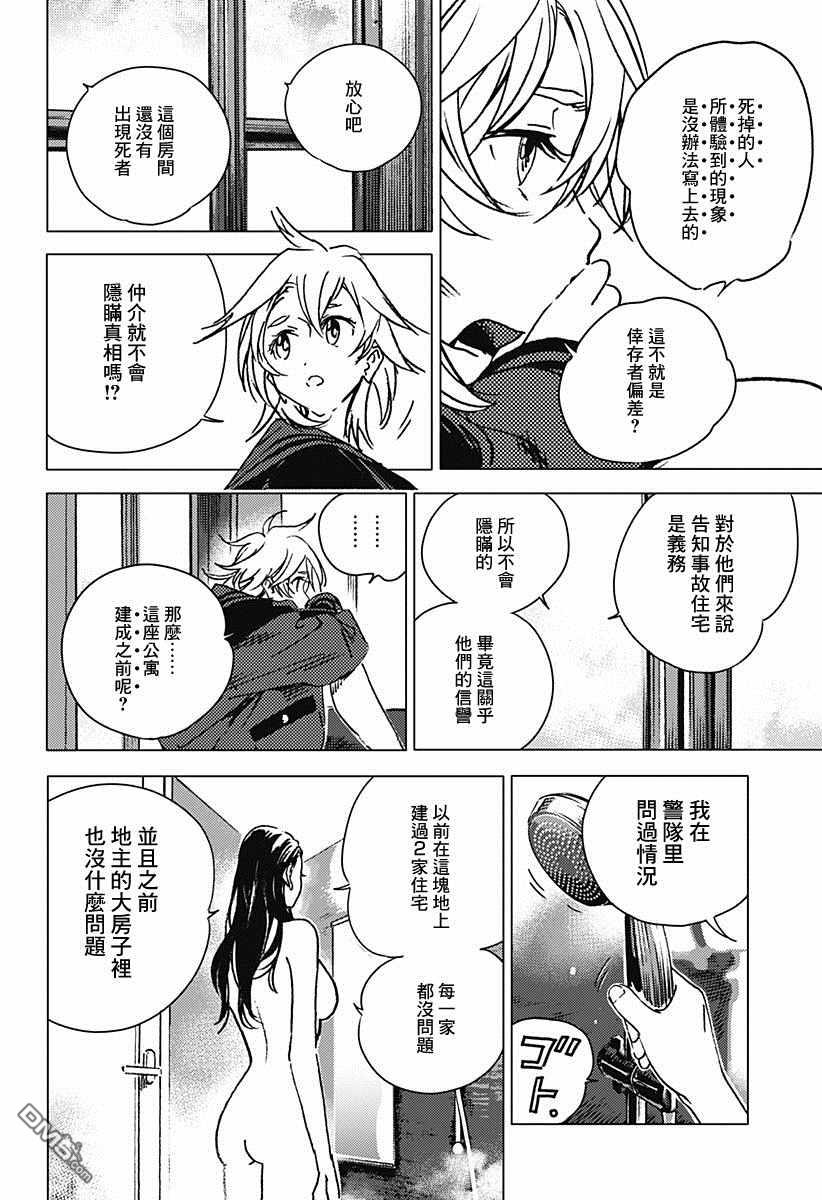 死掉的人
所體驗到的現象
是沒辦法寫上去的
這不就是
倖存者偏差?
放心吧
這個房間
還沒有
出現死者
仲介就不會
隱瞞真相嗎!?
對於他們來說
告知事故住宅
是義務
所以不會
隱瞞的
畢竟這關乎
他們的信譽
……
那麼……
這座公寓
建成之前呢?
我在
警隊里
問過情況
ゴト.
以前在這塊地上
建過2家住宅
每一家
都沒問題
並且之前
地主的大房子裡
也沒什麼問題
DM5